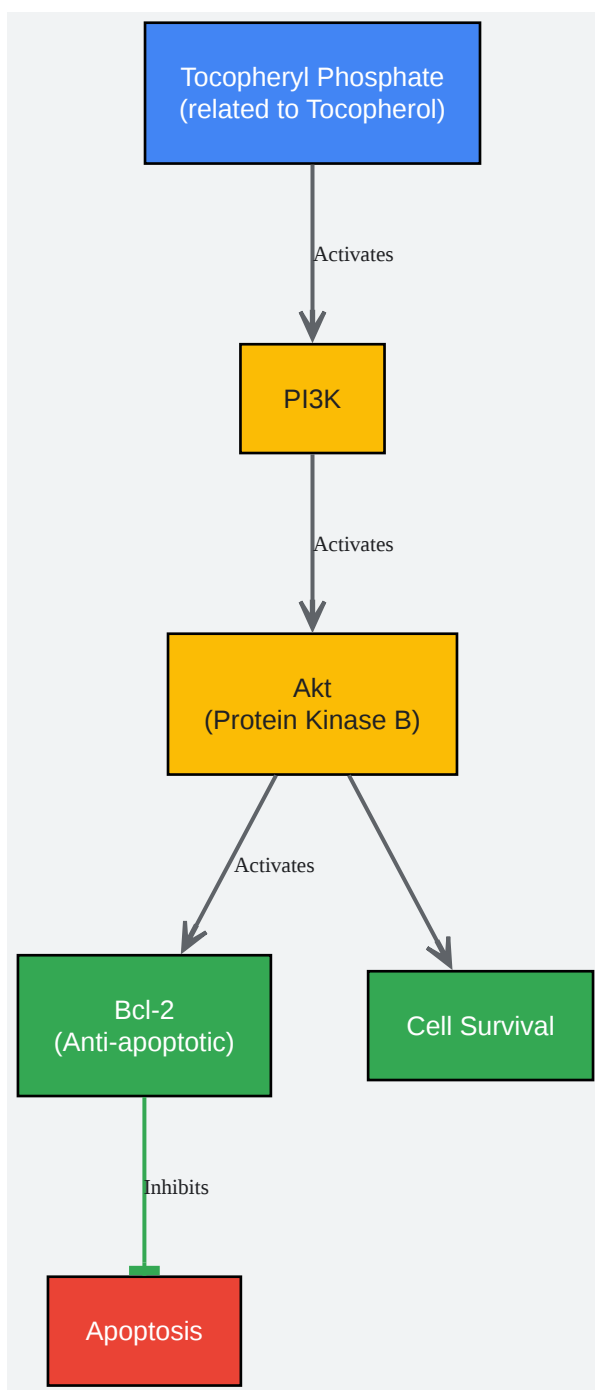 Tocopheryl Phosphate
(related to Tocopherol)
Activates
PI3K
Activates
Akt
(Protein Kinase B)
Activates
Bcl-2
(Anti-apoptotic)
Cell Survival
Inhibits
Apoptosis